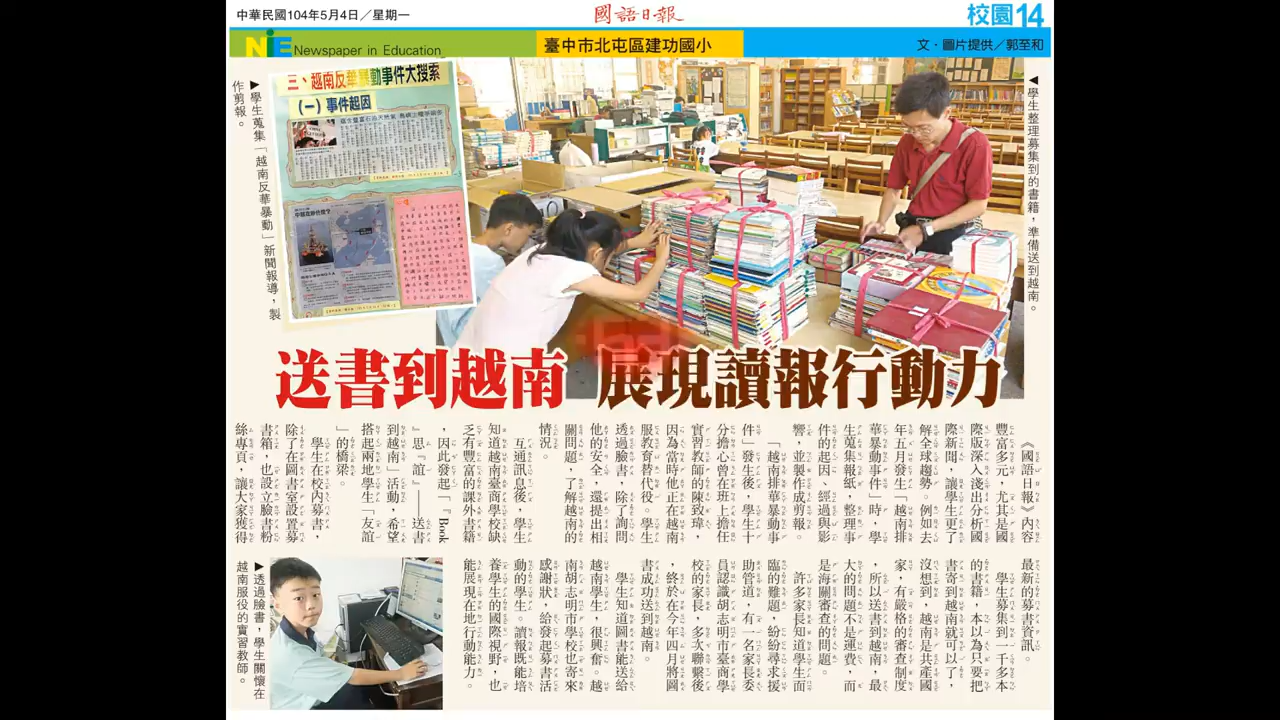 中華民國104年5月4日／星期一
國語日報
校園14
NiE Newspaper in Education
臺中市北屯區建功國小
文．圖片提供／郭至和
▶學生蒐集「越南反華暴動」新聞報導，製
作剪報。
三、越南反華暴動事件大搜索
(一)事件起因
◀學生整理募集到的書籍，準備送到越南。
送書到越南 展現讀報行動力
《國語日報》內容
豐富多元，尤其是國
際版深入淺出分析國
際新聞，讓學生更了
解全球趨勢。例如去
年五月發生「越南排
華暴動事件」時，學
生蒐集報紙，整理事
件的起因、經過與影
響，並製作成剪報。
「越南排華暴動事
件」發生後，學生十
分擔心曾在班上擔任
實習教師的陳致瑋，
因為當時他正在越南
服教育替代役。學生
透過臉書，除了詢問
他的安全，還提出相
關問題，了解越南的
情況。
互通訊息後，學生
知道越南臺商學校缺
乏有豐富的課外書籍
，因此發起「『Book
』思『誼』——送書
到越南」活動，希望
搭起兩地學生「友誼
」的橋梁。
學生在校內募書，
除了在圖書室設置募
書箱，也設立臉書粉
絲專頁，讓大家獲得
最新的募書資訊。
學生募集到一千多本
的書籍，本以為只要把
書寄到越南就可以了，
沒想到，越南是共產國
家，有嚴格的審查制度
，所以送書到越南，最
大的問題不是運費，而
是海關審查的問題。
許多家長知道學生面
臨的難題，紛紛尋求援
助管道，有一名家長委
員認識胡志明市臺商學
校的家長，多次聯繫後
，終於在今年四月將圖
書成功送到越南。
學生知道圖書能送給
越南學生，很興奮。越
南胡志明市學校也寄來
感謝狀，給發起募書活
動的學生。讀報既能培
養學生的國際視野，也
能展現在地行動能力。
▶透過臉書，學生關懷在
越南服役的實習教師。